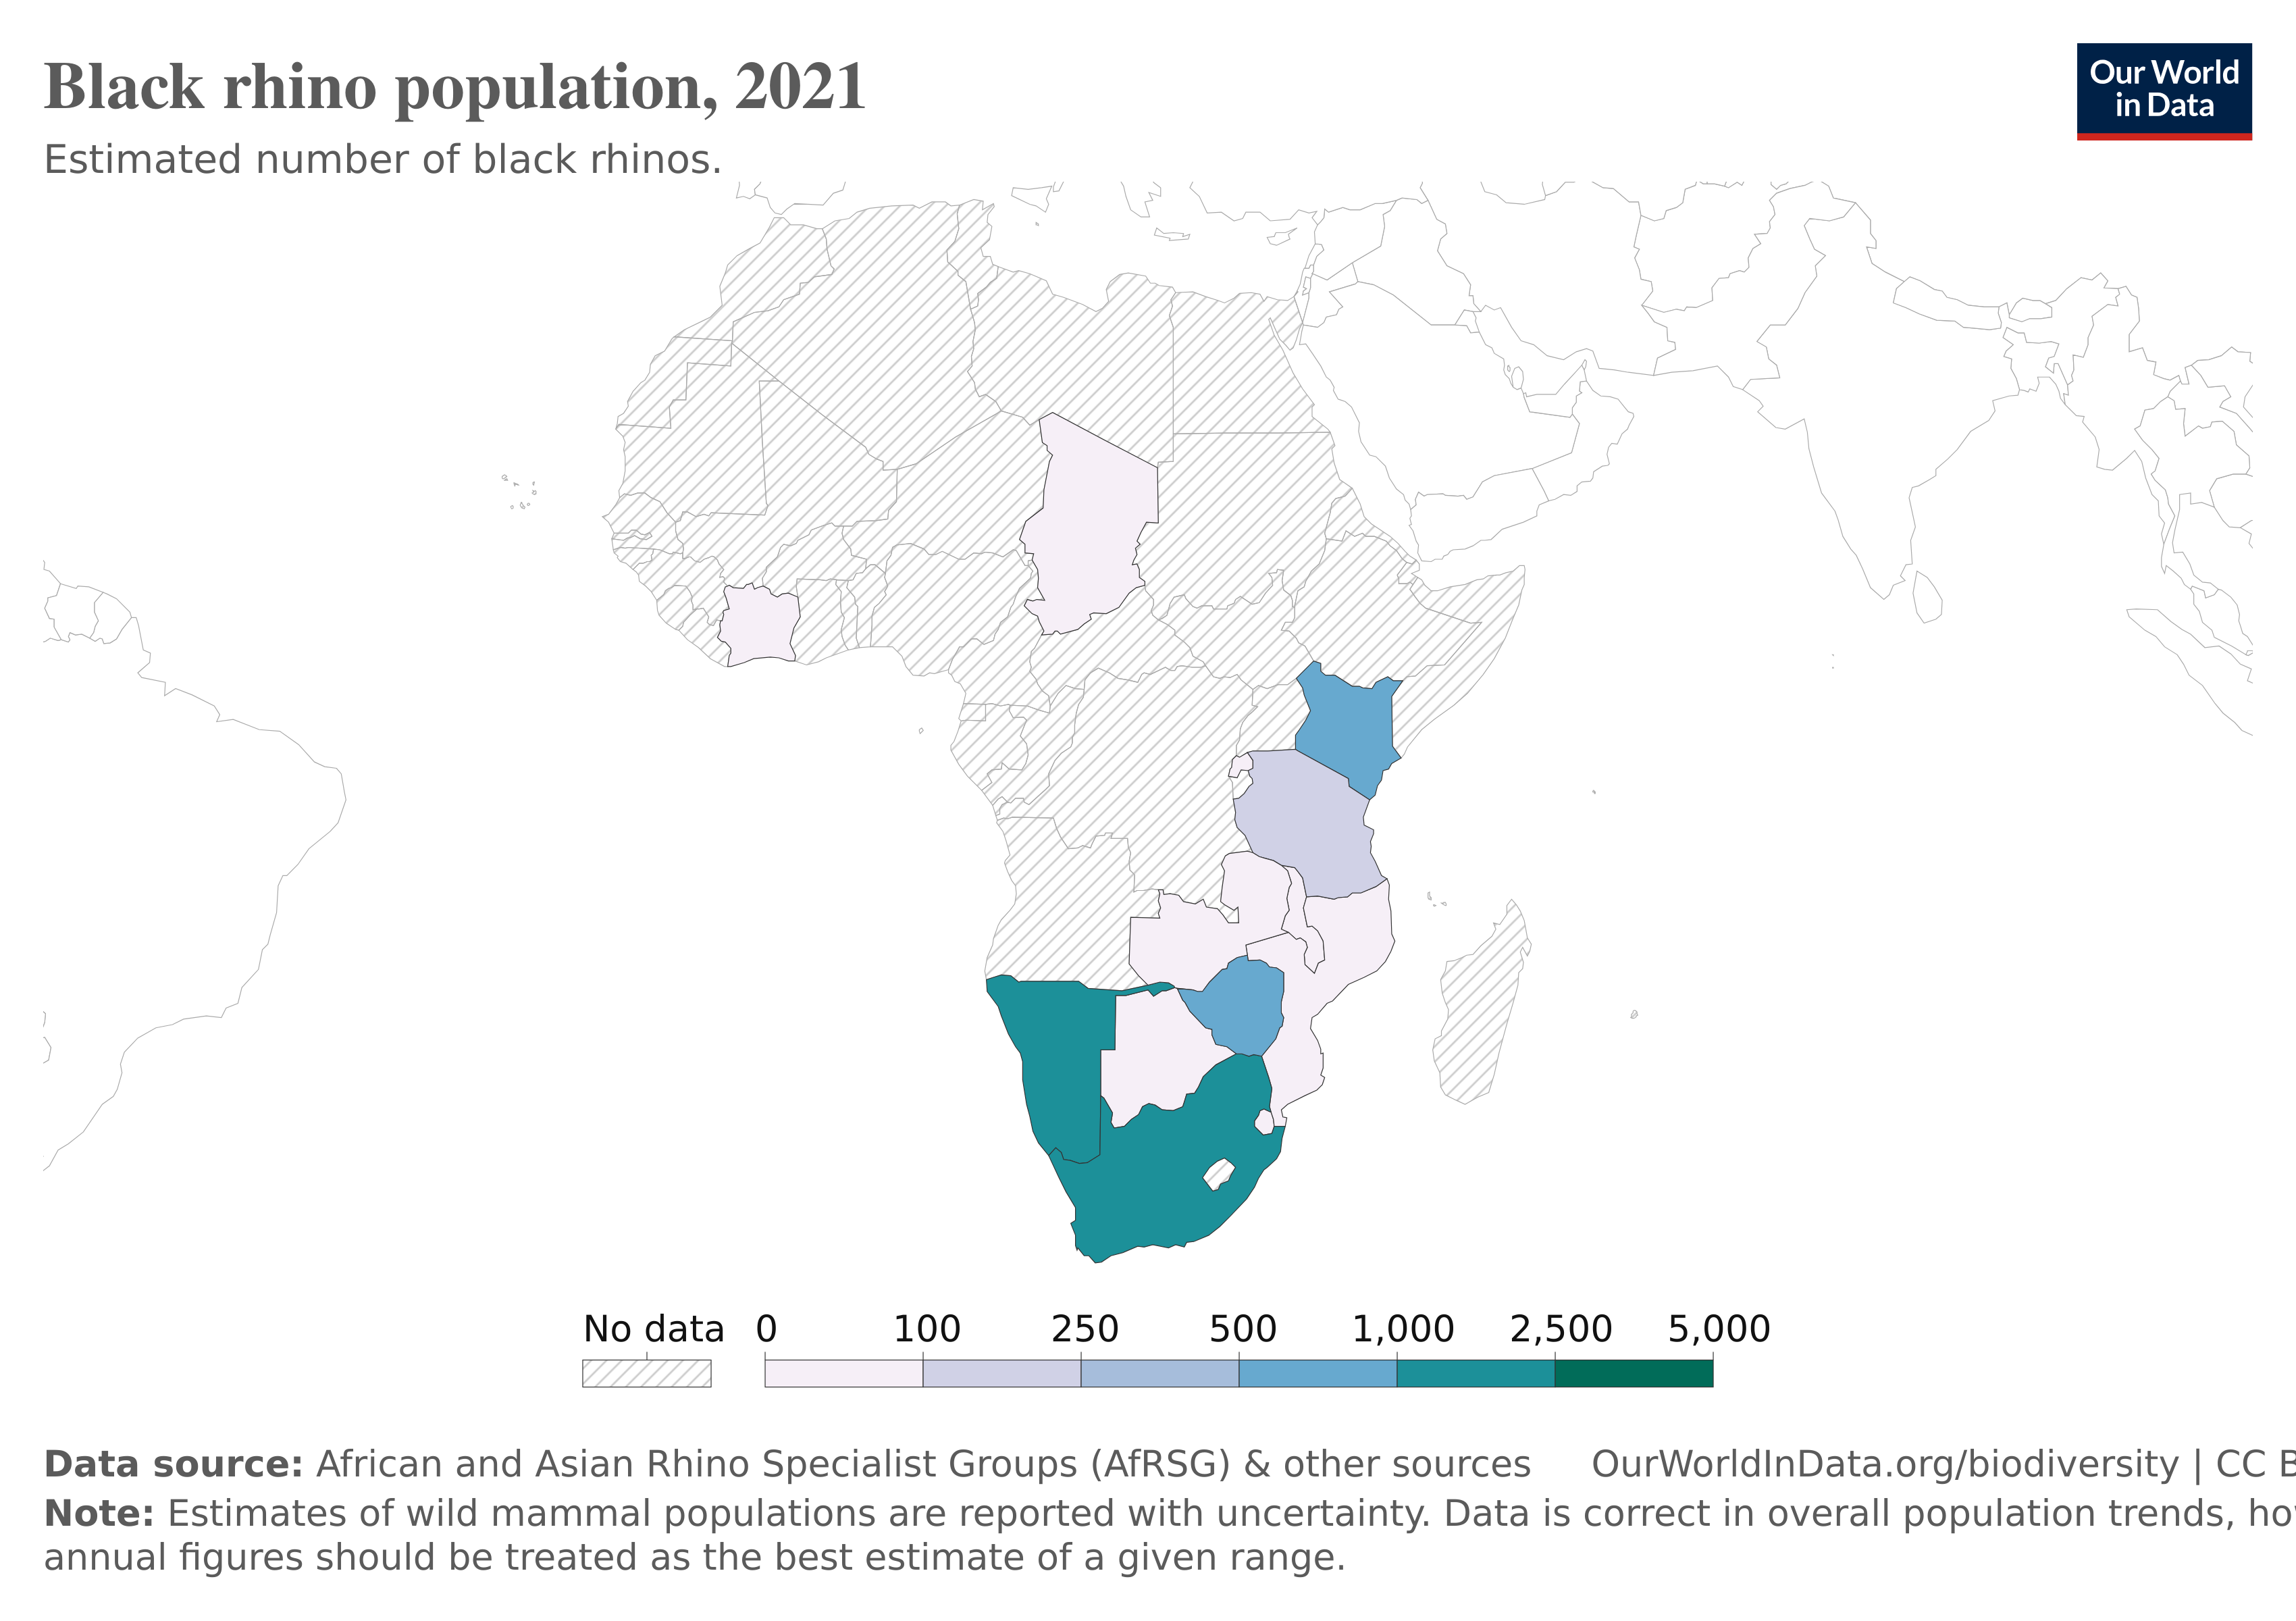 Black rhino population, 2021
Estimated number of black rhinos.
Our World
in Data
No data 0 100 250 500 1,000 2,500 5,000
Data source: African and Asian Rhino Specialist Groups (AfRSG) & other sources OurWorldInData.org/biodiversity | CC
Note: Estimates of wild mammal populations are reported with uncertainty. Data is correct in overall population trends,
annual figures should be treated as the best estimate of a given range.